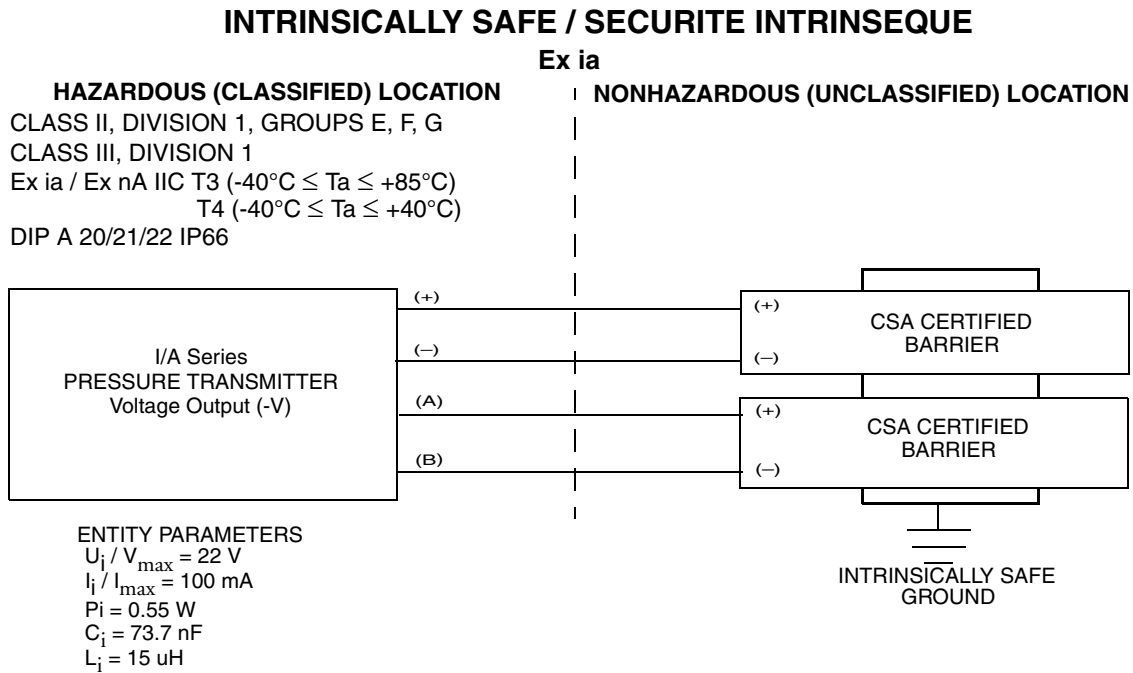 INTRINSICALLY SAFE / SECURITE INTRINSEQUE
Ex ia
HAZARDOUS (CLASSIFIED) LOCATION
NONHAZARDOUS (UNCLASSIFIED) LOCATION
CLASS II, DIVISION 1, GROUPS E, F, G
CLASS III, DIVISION 1
Ex ia / Ex nA IIC T3 (-40°C ≤ Ta ≤ +85°C)
T4 (-40°C ≤ Ta ≤ +40°C)
DIP A 20/21/22 IP66
I/A Series
PRESSURE TRANSMITTER
Voltage Output (-V)
(+)
(−)
(A)
(B)
(+)
(−)
CSA CERTIFIED
BARRIER
(+)
(−)
CSA CERTIFIED
BARRIER
INTRINSICALLY SAFE
GROUND
ENTITY PARAMETERS
Ui / Vmax = 22 V
Ii / Imax = 100 mA
Pi = 0.55 W
Ci = 73.7 nF
Li = 15 uH